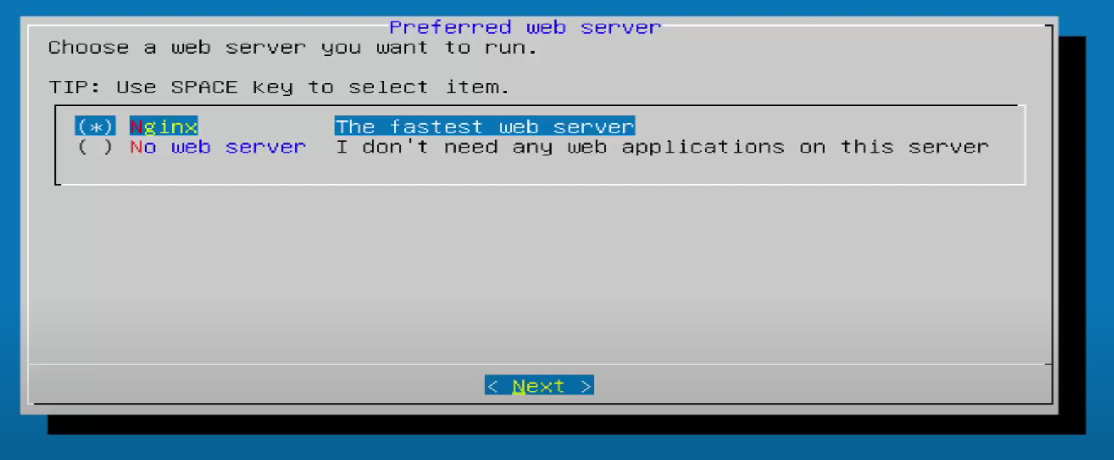 Preferred web server
Choose a web server you want to run.
TIP: Use SPACE key to select item.
(*) Nginx The fastest web server
( ) No web server I don't need any web applications on this server
< Next >